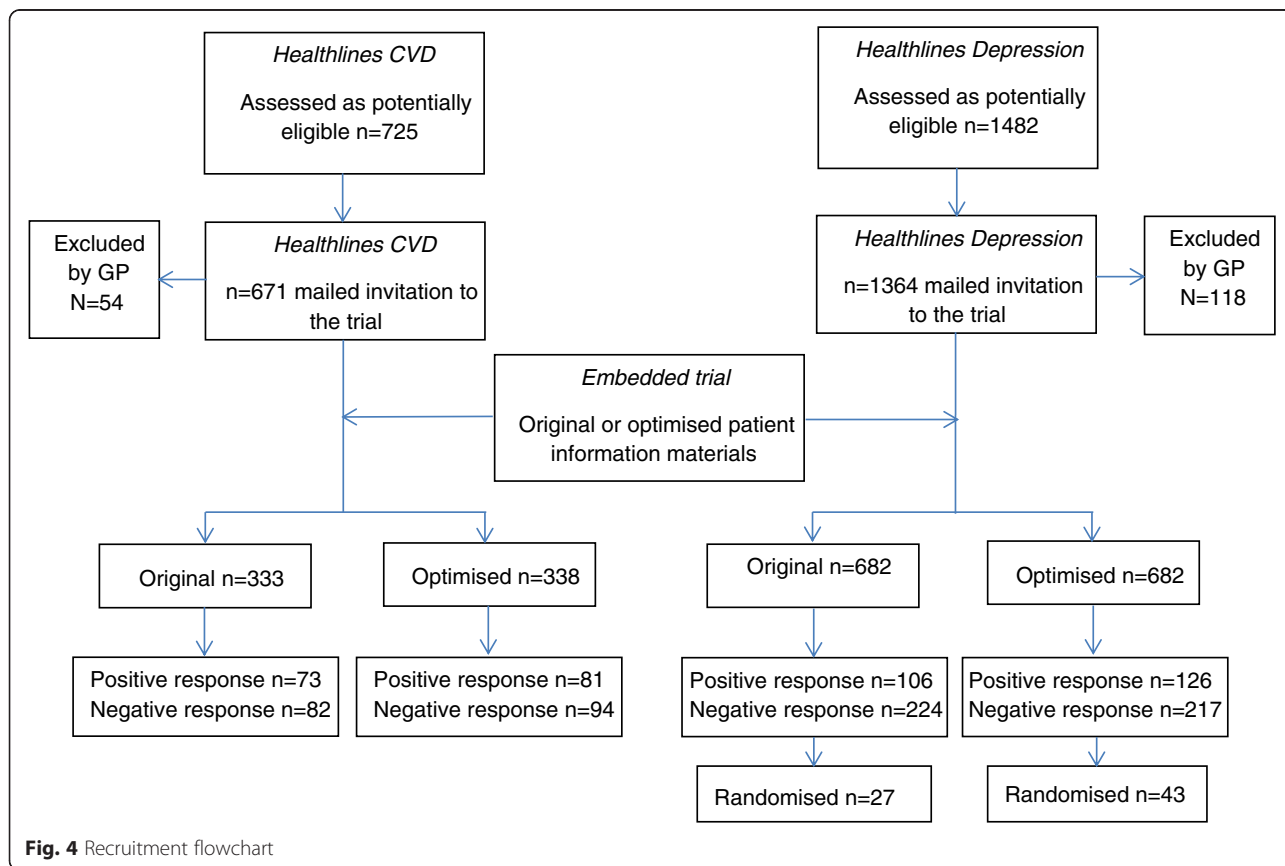 Healthlines CVD
Assessed as potentially
eligible n=725
Healthlines Depression
Assessed as potentially
eligible n=1482
Excluded
by GP
N=54
Healthlines CVD
n=671 mailed invitation to
the trial
Healthlines Depression
n=1364 mailed invitation
to the trial
Excluded
by GP
N=118
Embedded trial
Original or optimised patient
information materials
Original n=333
Optimised n=338
Original n=682
Optimised n=682
Positive response n=73
Negative response n=82
Positive response n=81
Negative response n=94
Positive response n=106
Negative response n=224
Positive response n=126
Negative response n=217
Randomised n=27
Randomised n=43
Fig. 4 Recruitment flowchart